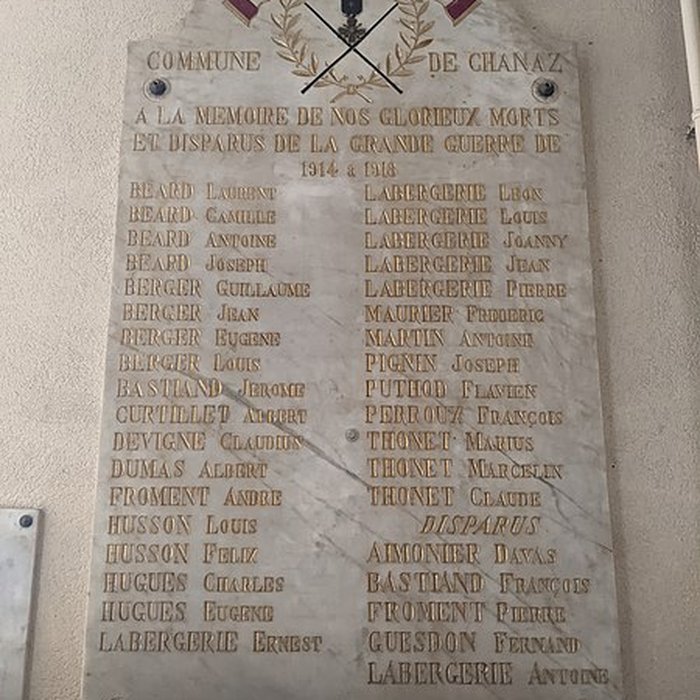 COMMUNE DE CHANAZ
A LA MEMOIRE DE NOS GLORIEUX MORTS
ET DISPARUS DE LA GRANDE GUERRE DE
1914 à 1918
BEARD LAURENT
BEARD CAMILLE
BEARD ANTOINE
BEARD JOSEPH
BERGER GUILLAUME
BERGER JEAN
BERGER EUGENE
BERGER LOUIS
BASTIAND JEROME
CURTILLET ALBERT
DEVIGNE CLAUDIUS
DUMAS ALBERT
FROMENT ANDRE
HUSSON LOUIS
HUSSON FELIX
HUGUES CHARLES
HUGUES EUGENE
LABERGERIE ERNEST
LABERGERIE LEON
LABERGERIE LOUIS
LABERGERIE JOANNY
LABERGERIE JEAN
LABERGERIE PIERRE
MAURIER FREDERIC
MARTIN ANTOINE
PIGNIN JOSEPH
PUTHOD FLAVIEN
PERROUX FRANÇOIS
THONET MARIUS
THONET MARCELIN
THONET CLAUDE
DISPARUS
AIMONIER DAVAS
BASTIAND FRANÇOIS
FROMENT PIERRE
GUESDON FERNAND
LABERGERIE ANTOINE